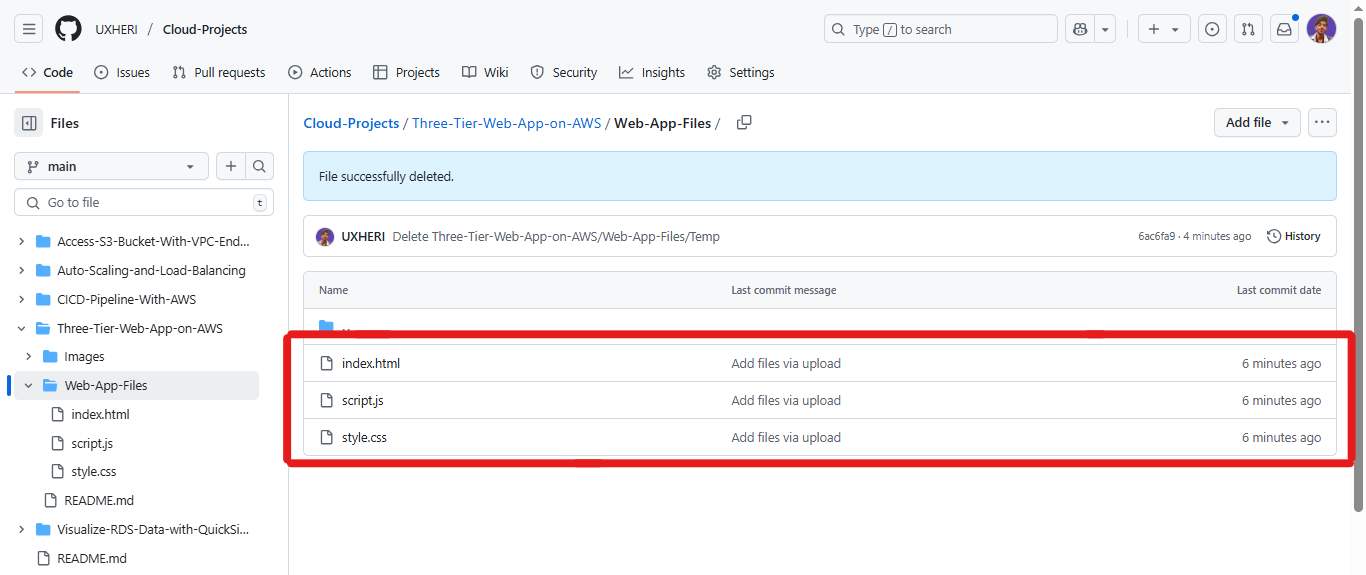 UXHERI / Cloud-Projects
Type / to search
Code Issues Pull requests Actions Projects Wiki Security Insights Settings
Files
main
Go to file t
Access-S3-Bucket-With-VPC-End...
Auto-Scaling-and-Load-Balancing
CICD-Pipeline-With-AWS
Three-Tier-Web-App-on-AWS
Images
Web-App-Files
index.html
script.js
style.css
README.md
Visualize-RDS-Data-with-QuickSi...
README.md
Cloud-Projects / Three-Tier-Web-App-on-AWS / Web-App-Files /
Add file
File successfully deleted.
UXHERI Delete Three-Tier-Web-App-on-AWS/Web-App-Files/Temp 6ac6fa9 · 4 minutes ago History
Name Last commit message Last commit date
index.html Add files via upload 6 minutes ago
script.js Add files via upload 6 minutes ago
style.css Add files via upload 6 minutes ago